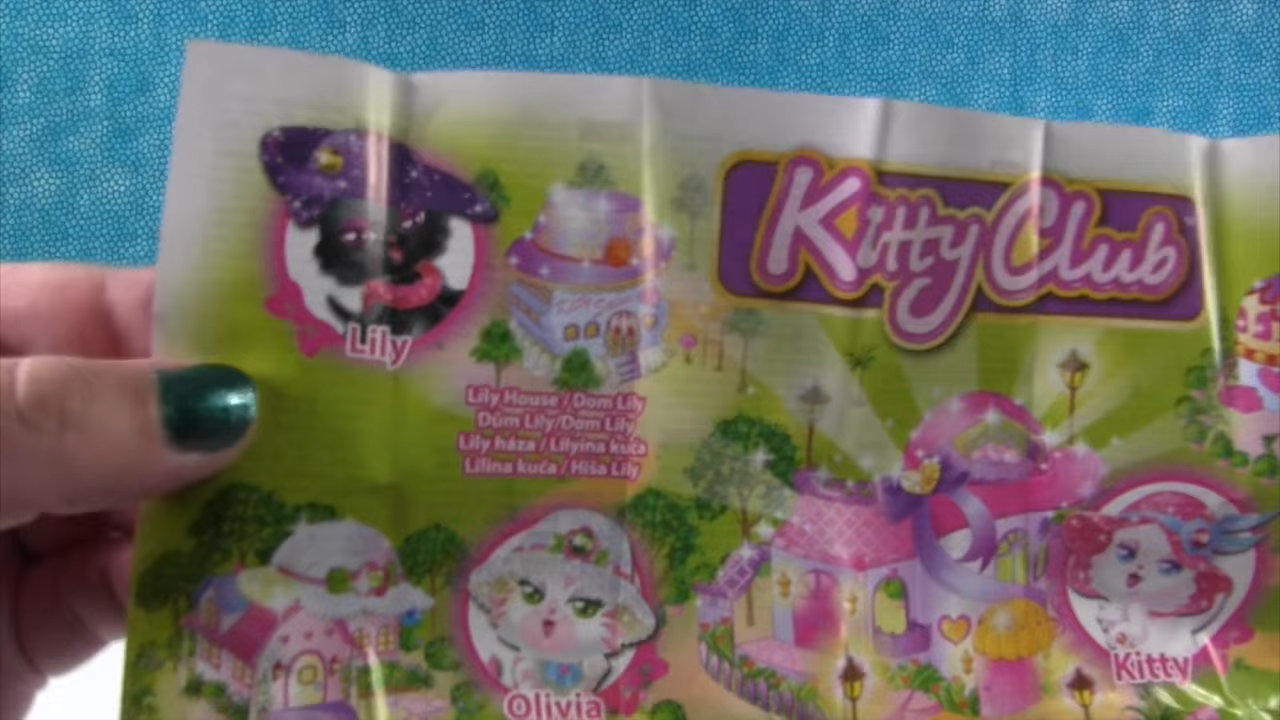 Kitty Club
Lily
Lily House / Dom Lily
Dům Lily/Dom Lily
Lily háza / Lilyina kuća
Lilina kuća / Hiša Lily
Olivia
Kitty